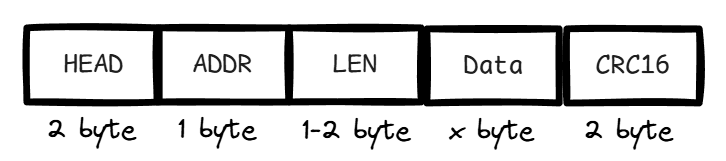 HEAD ADDR LEN Data CRC16
2 byte 1 byte 1-2 byte x byte 2 byte